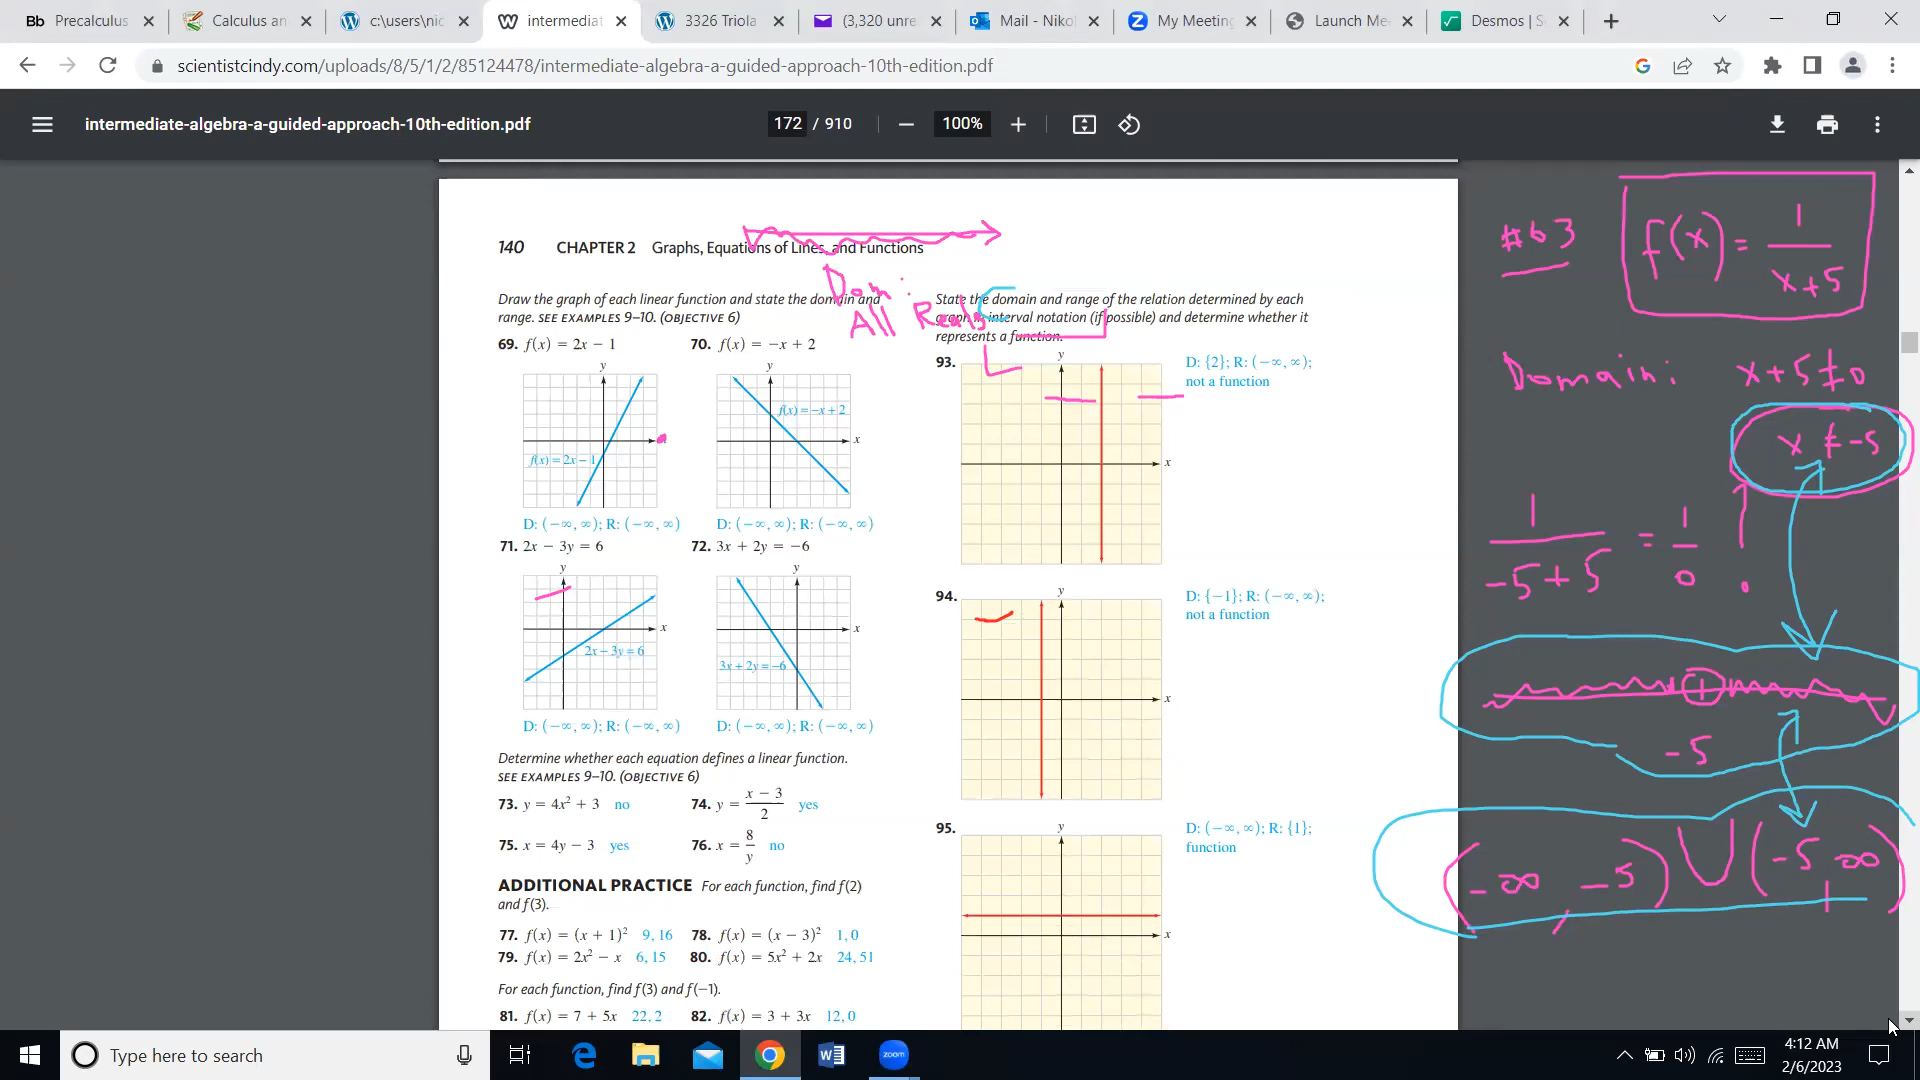 Bb Precalculus
Calculus an
c:\users\nic
intermediat
3326 Triola
(3,320 unre
Mail - Niko
My Meeting
Launch Me
Desmos | S
scientistcindy.com/uploads/8/5/1/2/85124478/intermediate-algebra-a-guided-approach-10th-edition.pdf
intermediate-algebra-a-guided-approach-10th-edition.pdf
172 / 910
100%
140 CHAPTER 2 Graphs, Equations of Lines, and Functions
Dom:
All Reals
Draw the graph of each linear function and state the domain and
range. SEE EXAMPLES 9–10. (OBJECTIVE 6)
69. f(x) = 2x − 1
70. f(x) = −x + 2
y
f(x) = 2x − 1
y
f(x) = −x + 2
x
D: (−∞, ∞); R: (−∞, ∞)
D: (−∞, ∞); R: (−∞, ∞)
71. 2x − 3y = 6
72. 3x + 2y = −6
y
x
2x − 3y = 6
y
x
3x + 2y = −6
D: (−∞, ∞); R: (−∞, ∞)
D: (−∞, ∞); R: (−∞, ∞)
Determine whether each equation defines a linear function.
SEE EXAMPLES 9–10. (OBJECTIVE 6)
73. y = 4x² + 3 no
74. y = (x − 3)/2 yes
75. x = 4y − 3 yes
76. x = 8/y no
ADDITIONAL PRACTICE For each function, find f(2)
and f(3).
77. f(x) = (x + 1)² 9, 16
78. f(x) = (x − 3)² 1, 0
79. f(x) = 2x² − x 6, 15
80. f(x) = 5x² + 2x 24, 51
For each function, find f(3) and f(−1).
81. f(x) = 7 + 5x 22, 2
82. f(x) = 3 + 3x 12, 0
State the domain and range of the relation determined by each
graph in interval notation (if possible) and determine whether it
represents a function.
93.
y
x
D: {2}; R: (−∞, ∞);
not a function
94.
y
x
D: {−1}; R: (−∞, ∞);
not a function
95.
y
x
D: (−∞, ∞); R: {1};
function
#63
f(x) = 1/(x+5)
Domain: x+5≠0
x ≠ -5
1/(-5+5) = 1/0
-5
(-∞, -5) ∪ (-5, ∞)
Type here to search
zoom
4:12 AM
2/6/2023